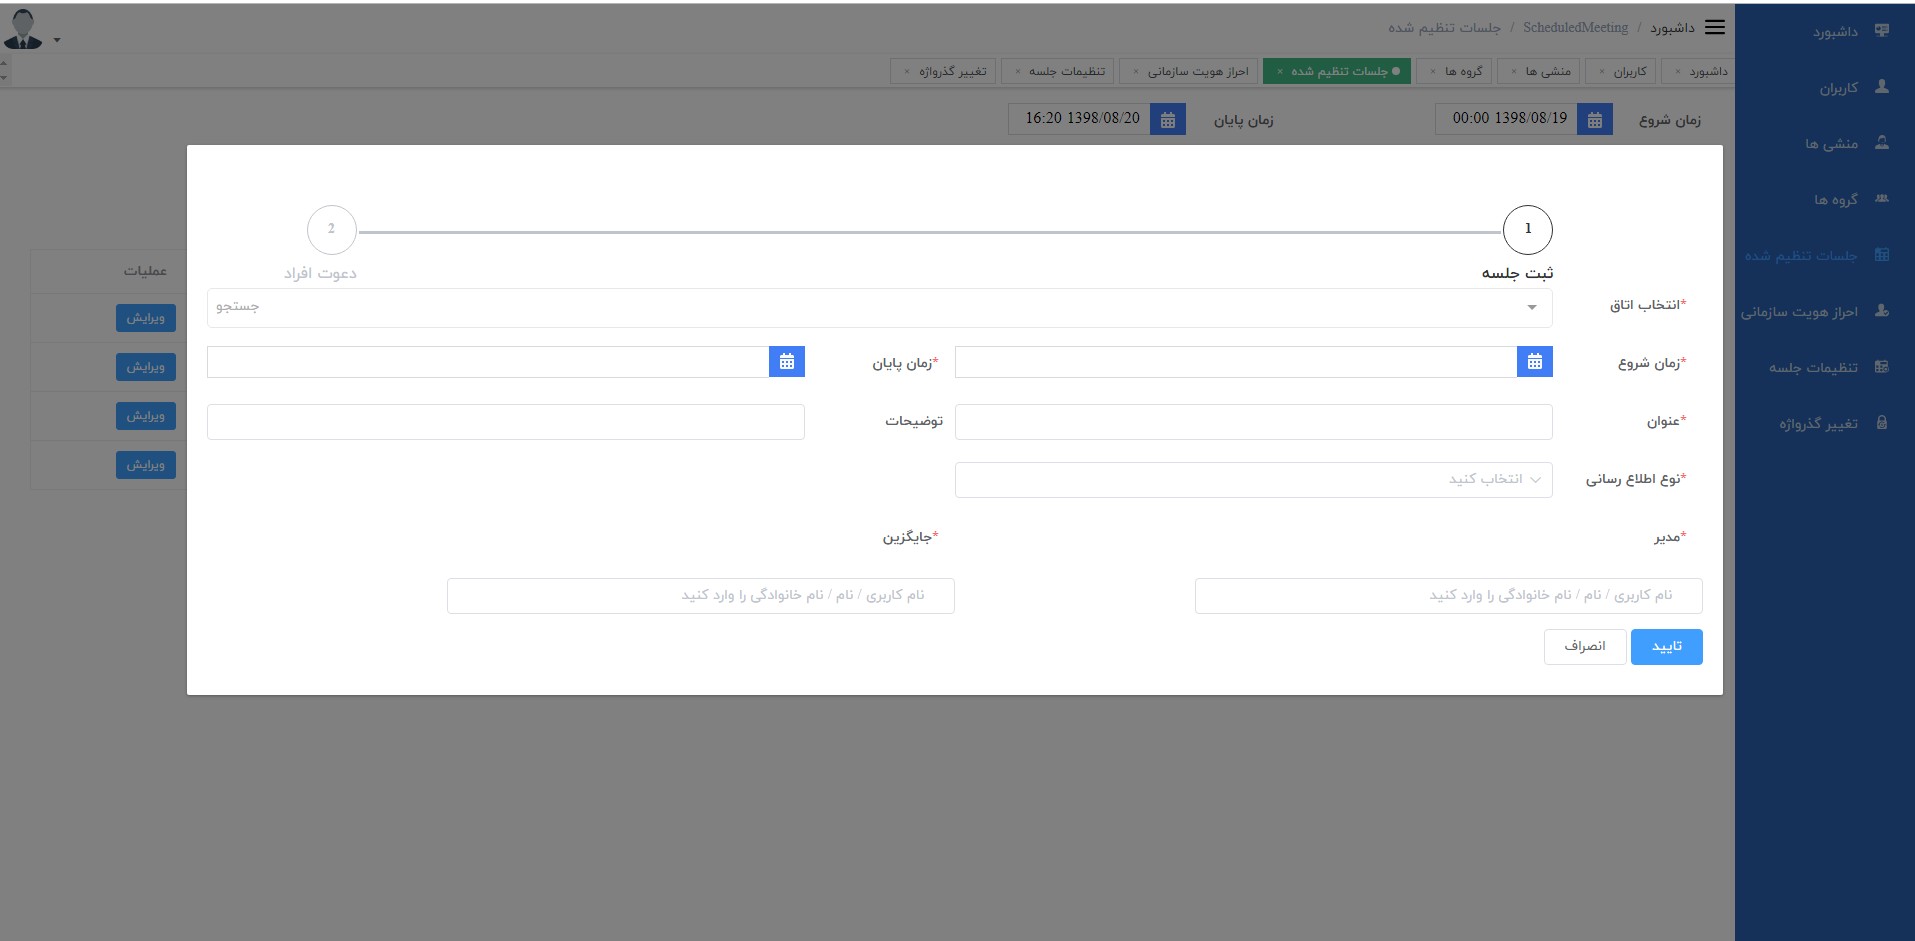 داشبورد / ScheduledMeeting / جلسات تنظیم شده
داشبورد × کاربران × منشی ها × گروه ها × جلسات تنظیم شده × احراز هویت سازمانی × تنظیمات جلسه × تغییر گذرواژه ×
زمان شروع 1398/08/19 00:00 زمان پایان 1398/08/20 16:20
داشبورد
کاربران
منشی ها
گروه ها
جلسات تنظیم شده
احراز هویت سازمانی
تنظیمات جلسه
تغییر گذرواژه
1 2
ثبت جلسه دعوت افراد
*انتخاب اتاق جستجو
*زمان شروع *زمان پایان
*عنوان توضیحات
*نوع اطلاع رسانی انتخاب کنید
*مدیر *جایگزین
نام کاربری / نام / نام خانوادگی را وارد کنید نام کاربری / نام / نام خانوادگی را وارد کنید
تایید انصراف
عملیات
ویرایش
ویرایش
ویرایش
ویرایش